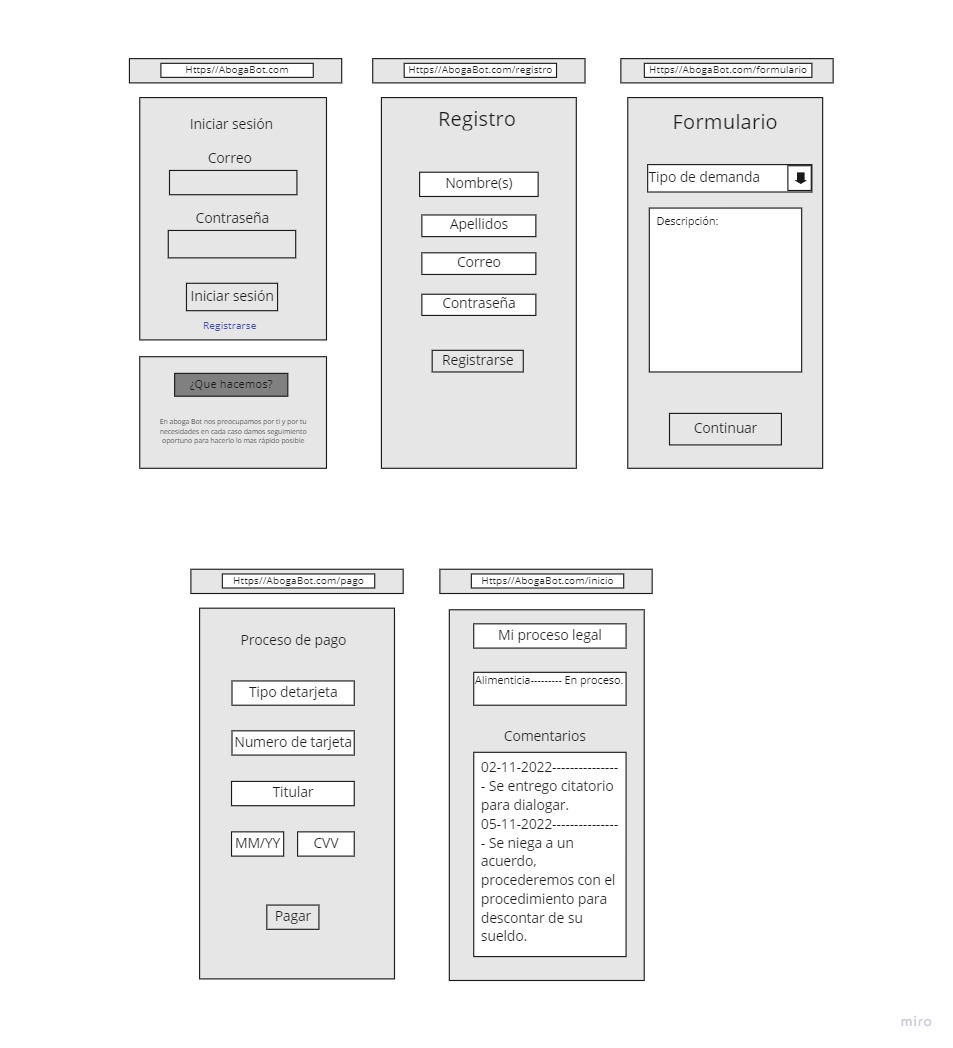 Https//AbogaBot.com
Iniciar sesión
Correo
Contraseña
Iniciar sesión
Registrarse
¿Que hacemos?
En aboga Bot nos preocupamos por ti y por tu
necesidades en cada caso damos seguimiento
oportuno para hacerlo lo mas rápido posible
Https//AbogaBot.com/registro
Registro
Nombre(s)
Apellidos
Correo
Contraseña
Registrarse
Https//AbogaBot.com/formulario
Formulario
Tipo de demanda
Descripción:
Continuar
Https//AbogaBot.com/pago
Proceso de pago
Tipo detarjeta
Numero de tarjeta
Titular
MM/YY CVV
Pagar
Https//AbogaBot.com/inicio
Mi proceso legal
Alimenticia--------- En proceso.
Comentarios
02-11-2022---------------
- Se entrego citatorio
para dialogar.
05-11-2022---------------
- Se niega a un
acuerdo,
procederemos con el
procedimiento para
descontar de su
sueldo.
miro